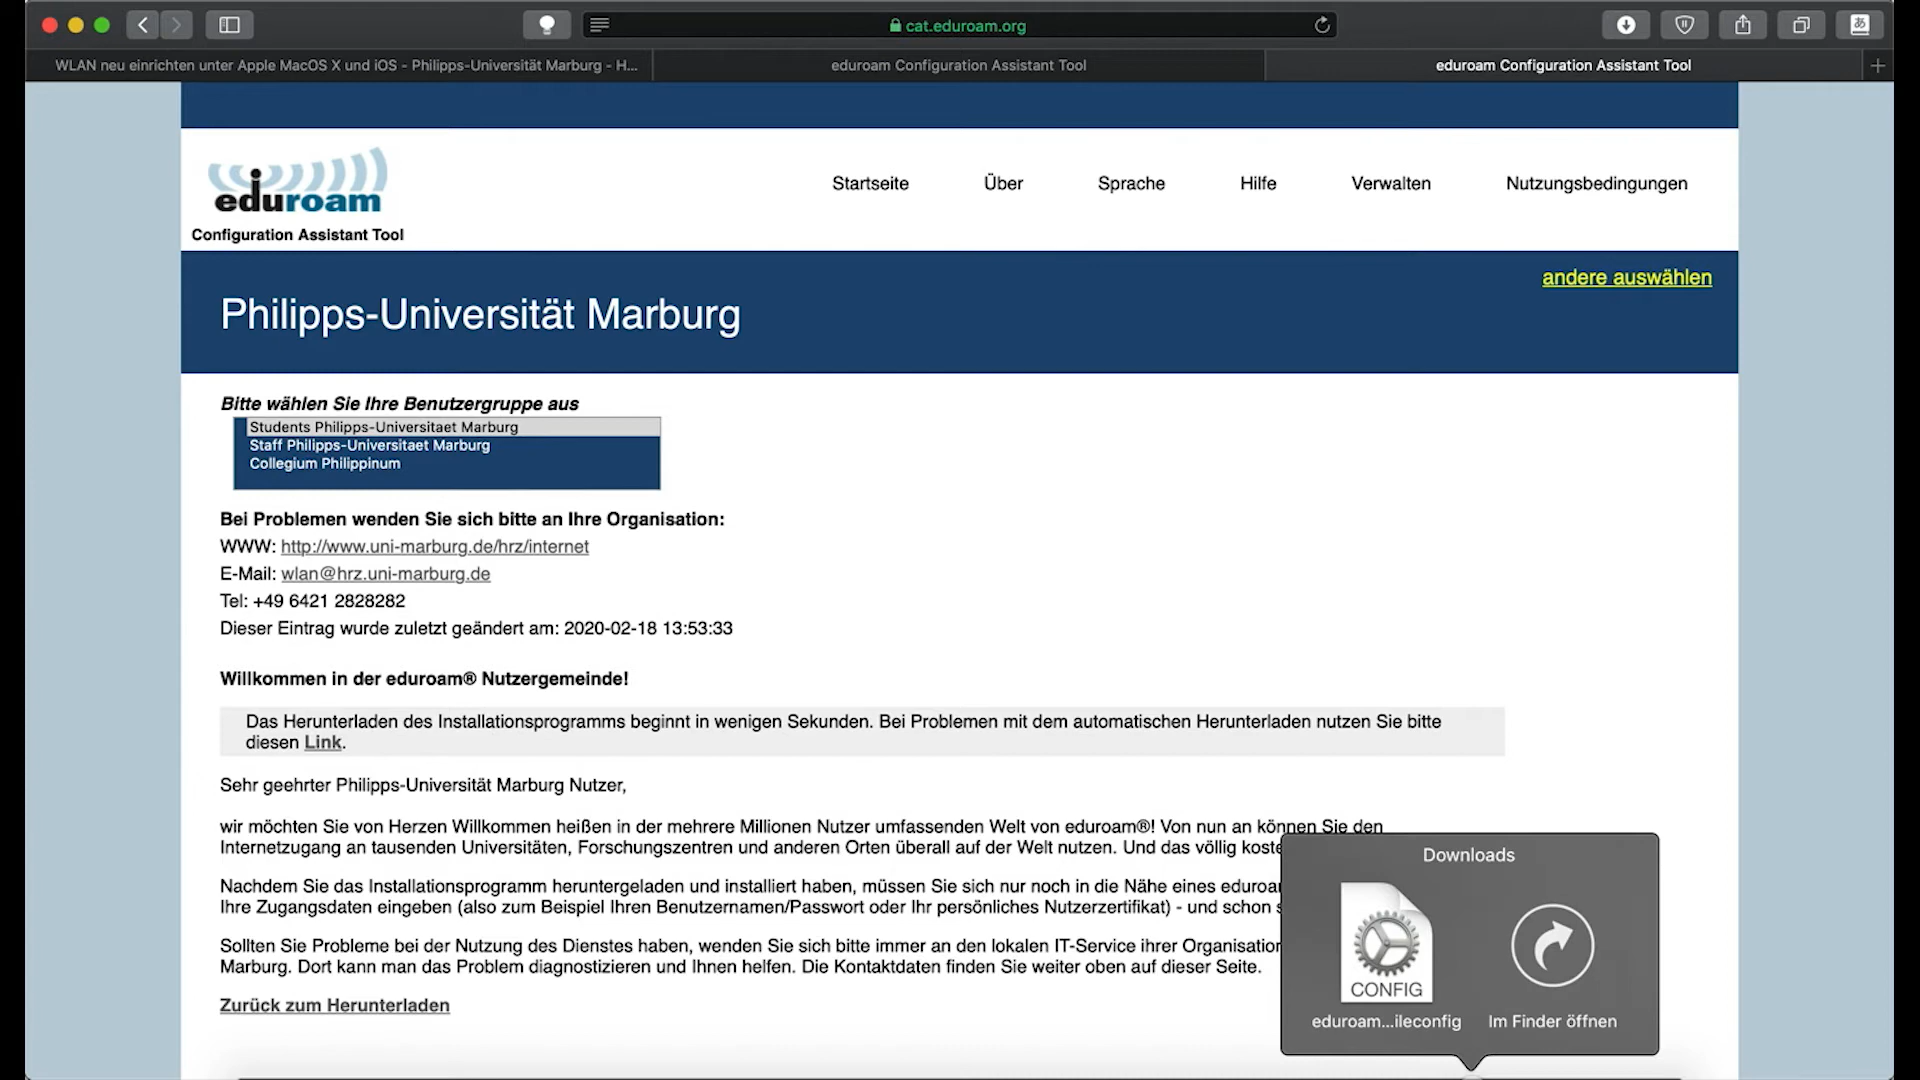 cat.eduroam.org
WLAN neu einrichten unter Apple MacOS X und iOS - Philipps-Universität Marburg - H...
eduroam Configuration Assistant Tool
eduroam Configuration Assistant Tool
eduroam
Configuration Assistant Tool
Startseite
Über
Sprache
Hilfe
Verwalten
Nutzungsbedingungen
andere auswählen
Philipps-Universität Marburg
Bitte wählen Sie Ihre Benutzergruppe aus
Students Philipps-Universitaet Marburg
Staff Philipps-Universitaet Marburg
Collegium Philippinum
Bei Problemen wenden Sie sich bitte an Ihre Organisation:
WWW: http://www.uni-marburg.de/hrz/internet
E-Mail: wlan@hrz.uni-marburg.de
Tel: +49 6421 2828282
Dieser Eintrag wurde zuletzt geändert am: 2020-02-18 13:53:33
Willkommen in der eduroam® Nutzergemeinde!
Das Herunterladen des Installationsprogramms beginnt in wenigen Sekunden. Bei Problemen mit dem automatischen Herunterladen nutzen Sie bitte
diesen Link.
Sehr geehrter Philipps-Universität Marburg Nutzer,
wir möchten Sie von Herzen Willkommen heißen in der mehrere Millionen Nutzer umfassenden Welt von eduroam®! Von nun an können Sie den
Internetzugang an tausenden Universitäten, Forschungszentren und anderen Orten überall auf der Welt nutzen. Und das völlig koste
Nachdem Sie das Installationsprogramm heruntergeladen und installiert haben, müssen Sie sich nur noch in die Nähe eines eduroa
Ihre Zugangsdaten eingeben (also zum Beispiel Ihren Benutzernamen/Passwort oder Ihr persönliches Nutzerzertifikat) - und schon s
Sollten Sie Probleme bei der Nutzung des Dienstes haben, wenden Sie sich bitte immer an den lokalen IT-Service ihrer Organisation
Marburg. Dort kann man das Problem diagnostizieren und Ihnen helfen. Die Kontaktdaten finden Sie weiter oben auf dieser Seite.
Zurück zum Herunterladen
Downloads
CONFIG
eduroam...ileconfig
Im Finder öffnen